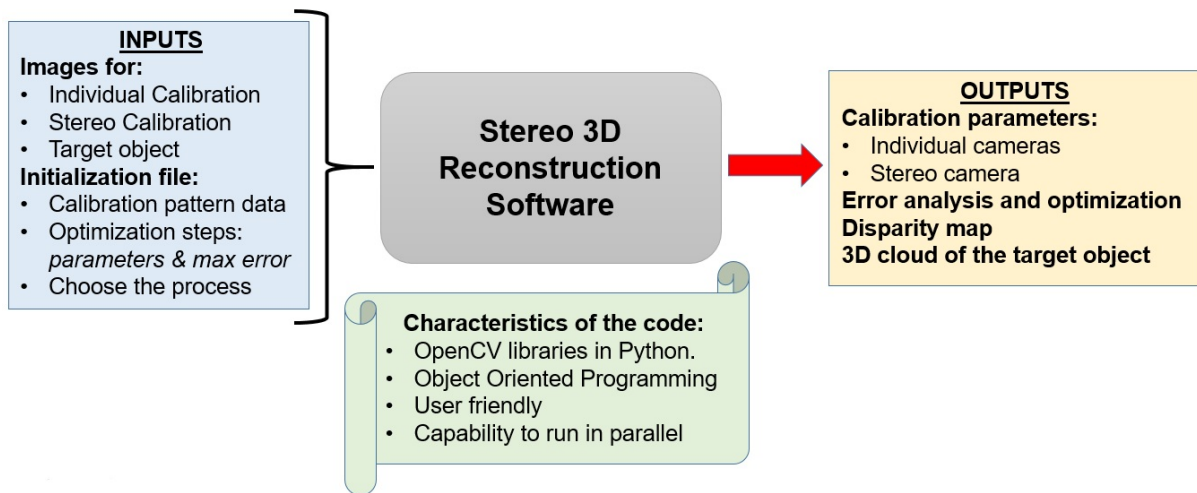 INPUTS
Images for:
• Individual Calibration
• Stereo Calibration
• Target object
Initialization file:
• Calibration pattern data
• Optimization steps:
parameters & max error
• Choose the process
Stereo 3D
Reconstruction
Software
OUTPUTS
Calibration parameters:
• Individual cameras
• Stereo camera
Error analysis and optimization
Disparity map
3D cloud of the target object
Characteristics of the code:
• OpenCV libraries in Python.
• Object Oriented Programming
• User friendly
• Capability to run in parallel